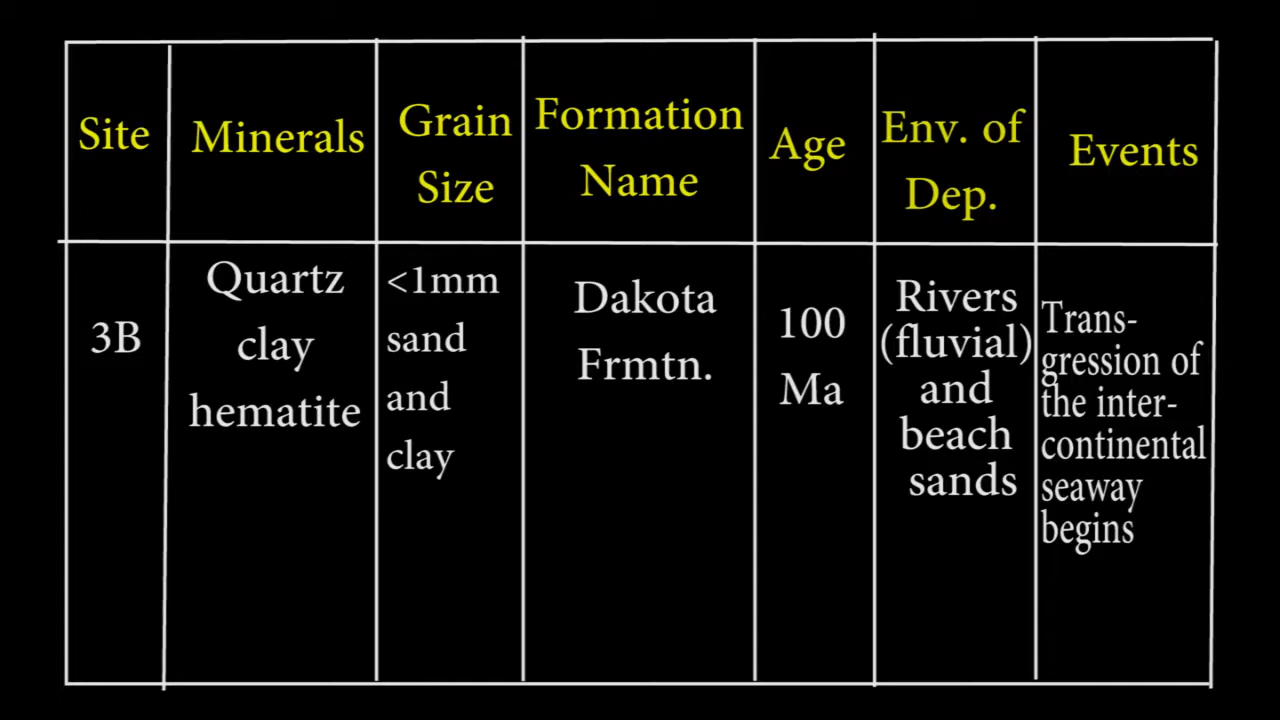 Site
Minerals
Grain
Size
Formation
Name
Age
Env. of
Dep.
Events
3B
Quartz
clay
hematite
<1mm
sand
and
clay
Dakota
Frmtn.
100
Ma
Rivers
(fluvial)
and
beach
sands
Trans-
gression of
the inter-
continental
seaway
begins